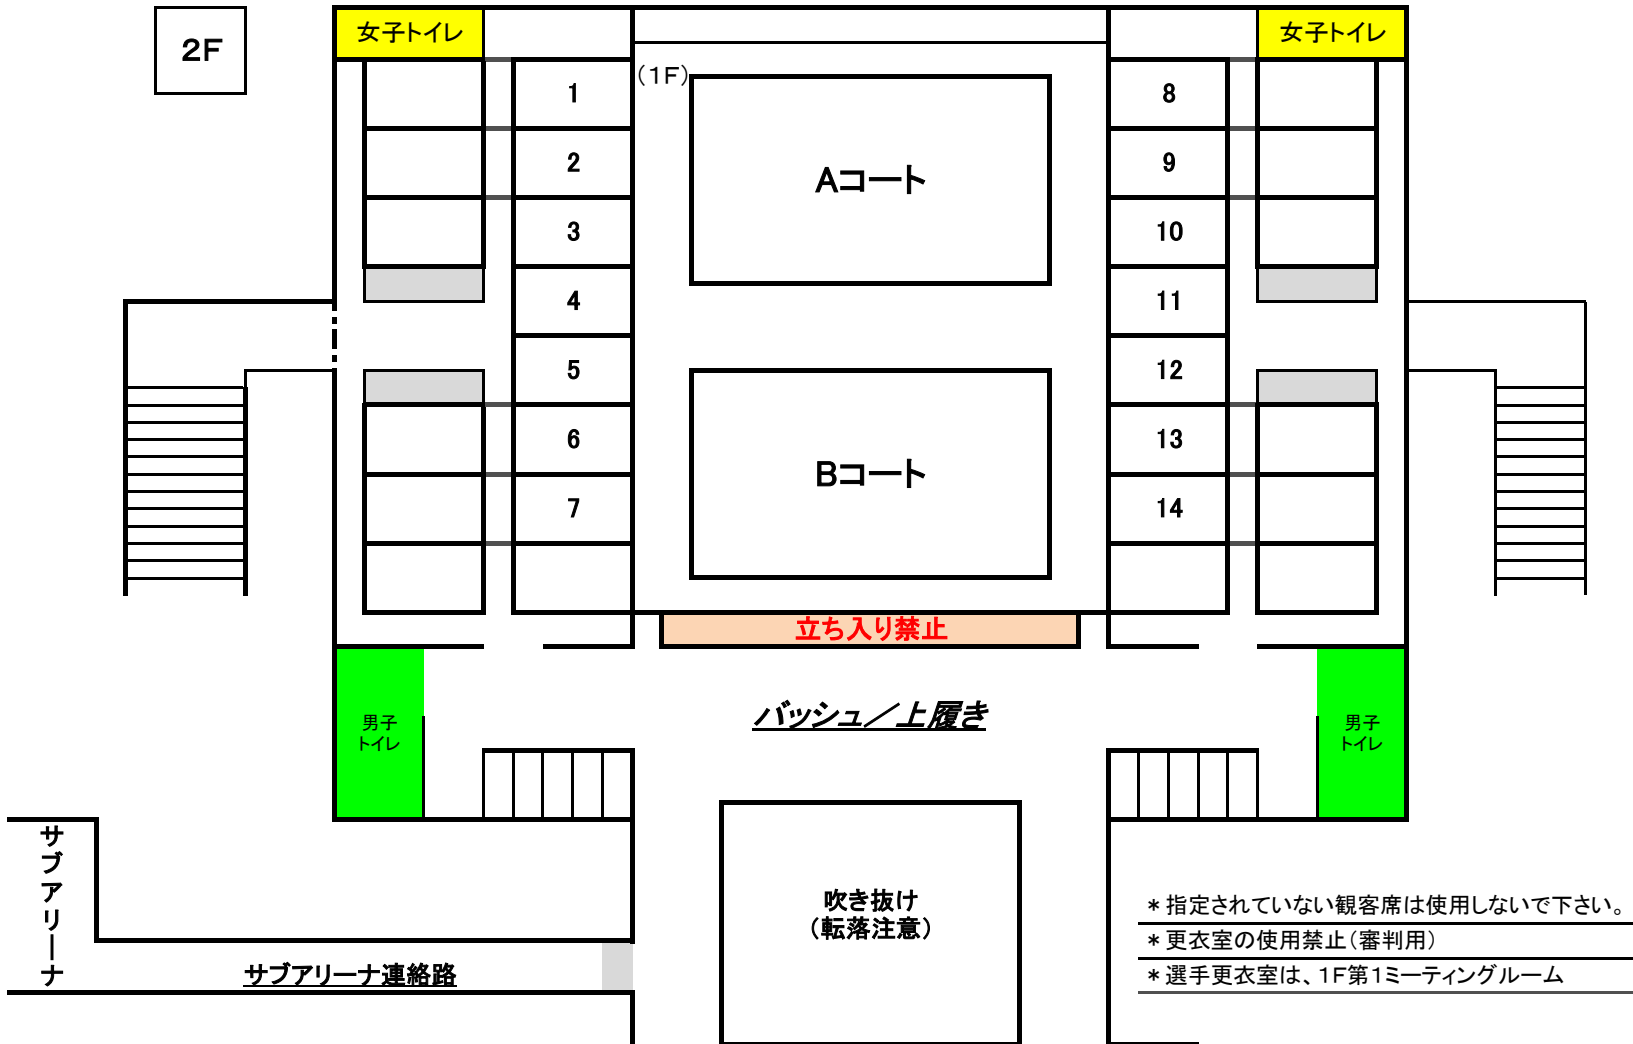 2F
女子トイレ
女子トイレ
(1F)
1
2
3
4
5
6
7
Aコート
Bコート
8
9
10
11
12
13
14
立ち入り禁止
バッシュ／上履き
男子
トイレ
男子
トイレ
サブアリーナ
サブアリーナ連絡路
吹き抜け
(転落注意)
＊指定されていない観客席は使用しないで下さい。
＊更衣室の使用禁止(審判用)
＊選手更衣室は、1F第1ミーティングルーム